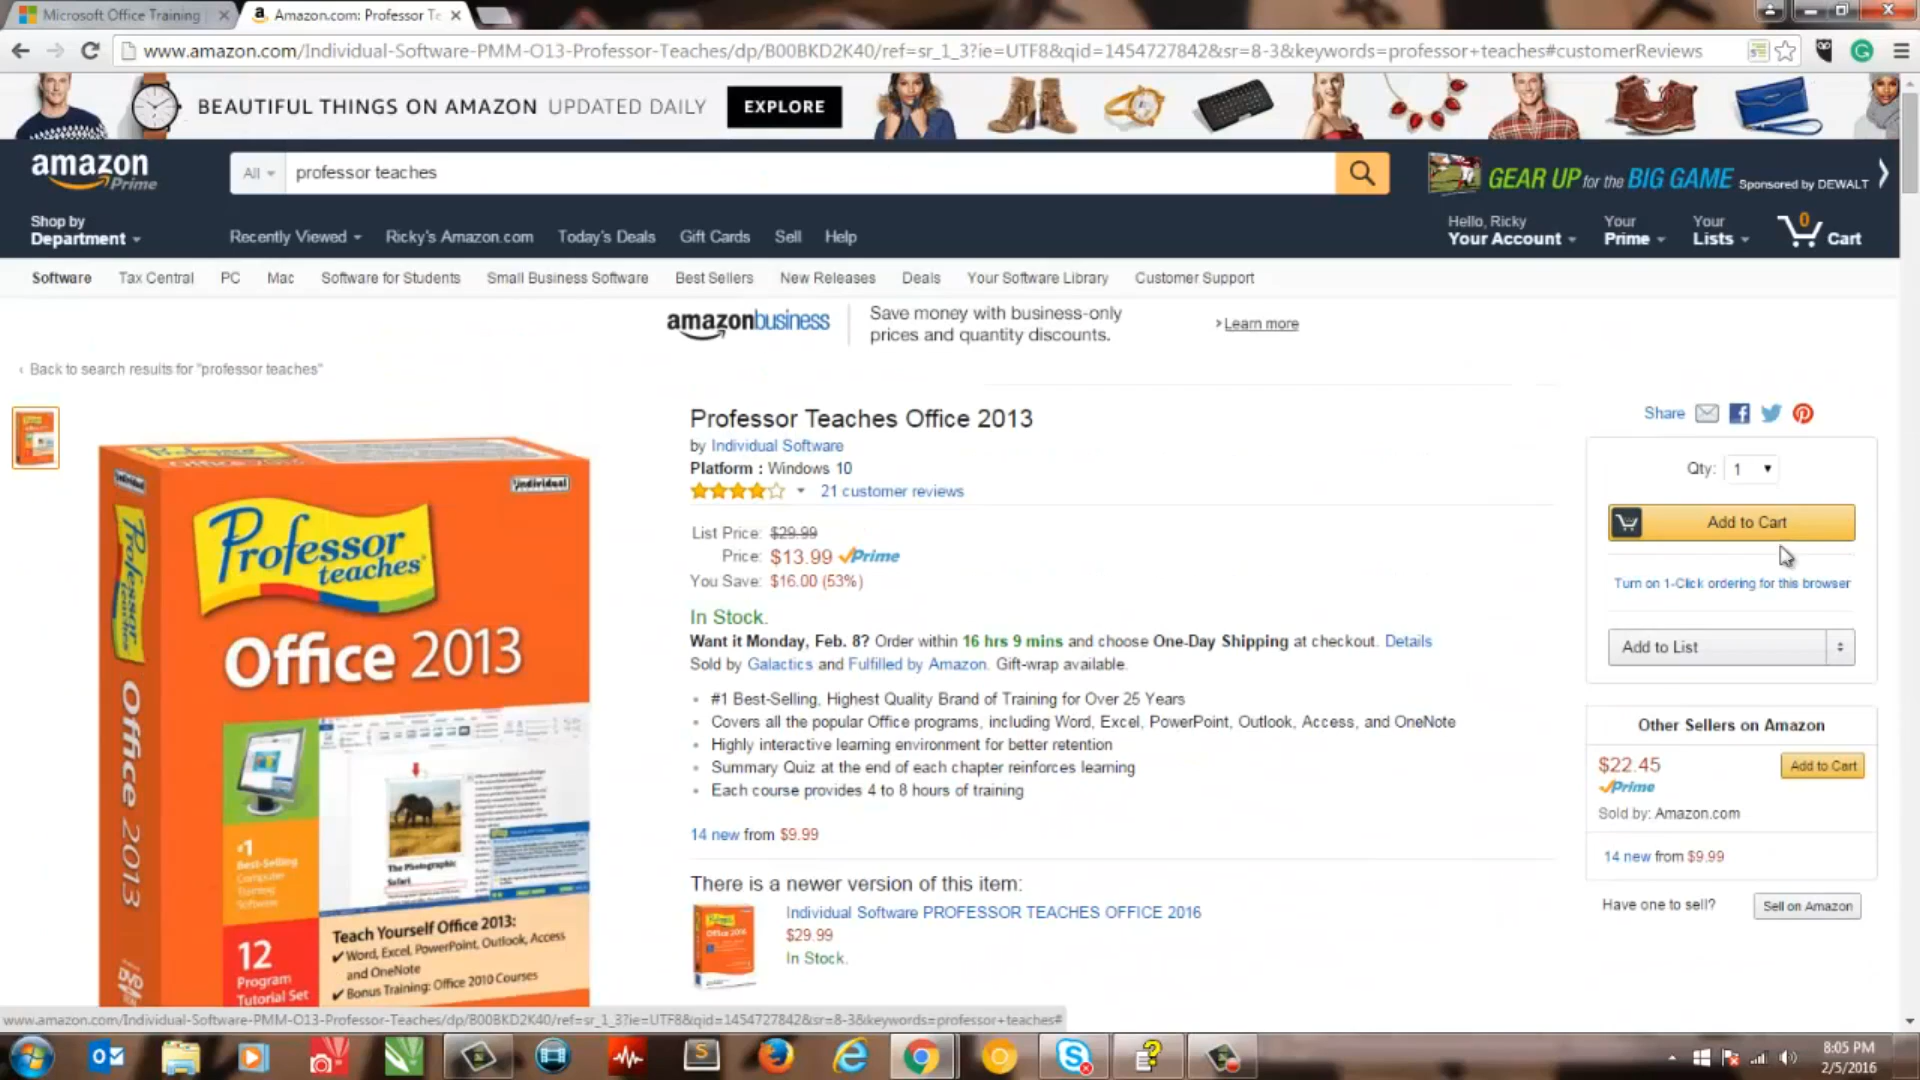 Microsoft Office Training
Amazon.com: Professor Te
www.amazon.com/Individual-Software-PMM-O13-Professor-Teaches/dp/B00BKD2K40/ref=sr_1_3?ie=UTF8&qid=1454727842&sr=8-3&keywords=professor+teaches#customerReviews
BEAUTIFUL THINGS ON AMAZON UPDATED DAILY EXPLORE
amazon Prime
All
professor teaches
GEAR UP for the BIG GAME Sponsored by DEWALT
Shop by Department
Recently Viewed
Ricky's Amazon.com
Today's Deals
Gift Cards
Sell
Help
Hello, Ricky
Your Account
Your Prime
Your Lists
0
Cart
Software
Tax Central
PC
Mac
Software for Students
Small Business Software
Best Sellers
New Releases
Deals
Your Software Library
Customer Support
amazonbusiness
Save money with business-only
prices and quantity discounts.
› Learn more
‹ Back to search results for "professor teaches"
Professor teaches
Office 2013
individual
Professor teaches
Office 2013
#1
Best-Selling
Computer
Training
Software
12
Program
Tutorial Set
The Photographic
Safari
Teach Yourself Office 2013:
✓ Word, Excel, PowerPoint, Outlook, Access
and OneNote
✓ Bonus Training: Office 2010 Courses
Professor Teaches Office 2013
by Individual Software
Platform : Windows 10
21 customer reviews
List Price: $29.99
Price: $13.99 Prime
You Save: $16.00 (53%)
In Stock.
Want it Monday, Feb. 8? Order within 16 hrs 9 mins and choose One-Day Shipping at checkout. Details
Sold by Galactics and Fulfilled by Amazon. Gift-wrap available.
• #1 Best-Selling, Highest Quality Brand of Training for Over 25 Years
• Covers all the popular Office programs, including Word, Excel, PowerPoint, Outlook, Access, and OneNote
• Highly interactive learning environment for better retention
• Summary Quiz at the end of each chapter reinforces learning
• Each course provides 4 to 8 hours of training
14 new from $9.99
There is a newer version of this item:
Individual Software PROFESSOR TEACHES OFFICE 2016
$29.99
In Stock.
Share
Qty: 1
Add to Cart
Turn on 1-Click ordering for this browser
Add to List
Other Sellers on Amazon
$22.45
Add to Cart
Prime
Sold by: Amazon.com
14 new from $9.99
Have one to sell?
Sell on Amazon
www.amazon.com/Individual-Software-PMM-O13-Professor-Teaches/dp/B00BKD2K40/ref=sr_1_3?ie=UTF8&qid=1454727842&sr=8-3&keywords=professor+teaches#
8:05 PM
2/5/2016